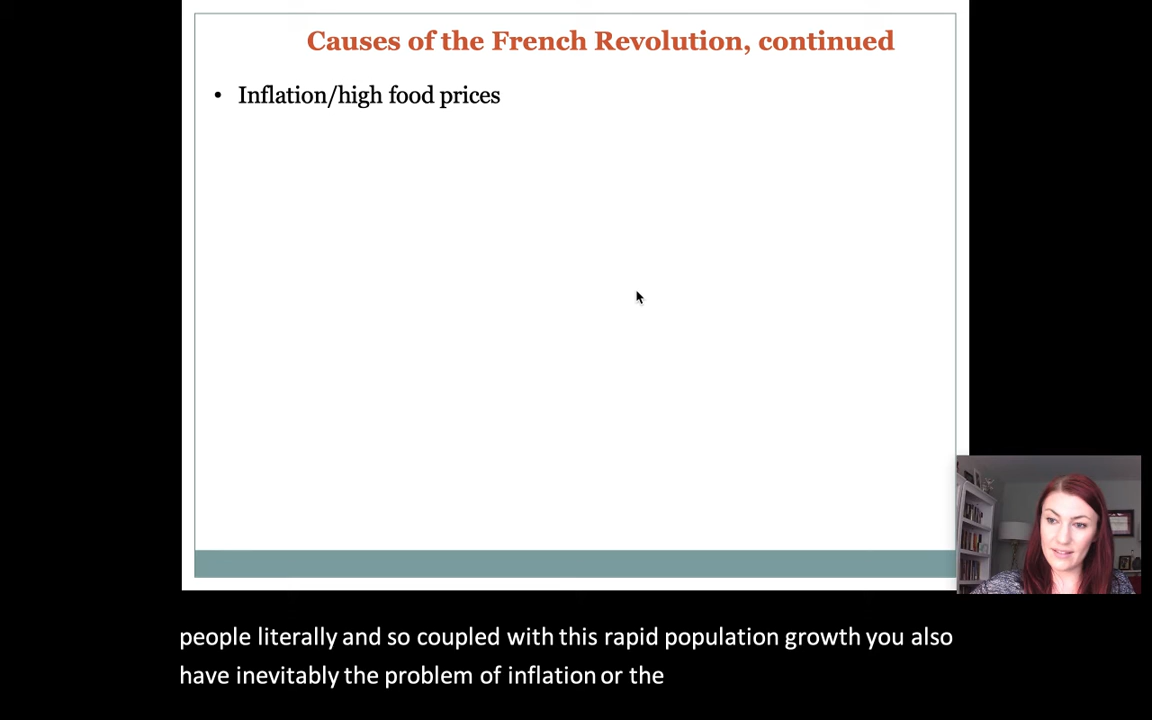 Causes of the French Revolution, continued
• Inflation/high food prices
people literally and so coupled with this rapid population growth you also
have inevitably the problem of inflation or the